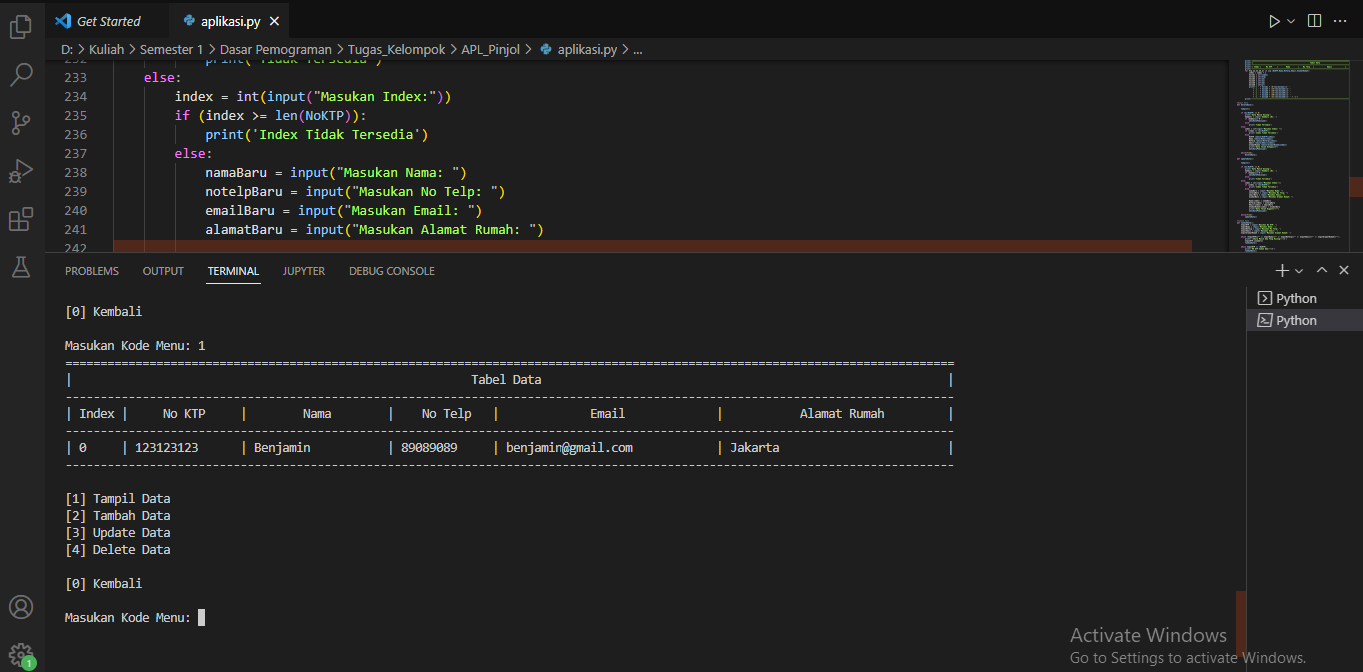 Get Started
aplikasi.py
D: > Kuliah > Semester 1 > Dasar Pemograman > Tugas_Kelompok > APL_Pinjol > aplikasi.py > ...
232 print('Tidak Tersedia')
233 else:
234 index = int(input("Masukan Index:"))
235 if (index >= len(NoKTP)):
236 print('Index Tidak Tersedia')
237 else:
238 namaBaru = input("Masukan Nama: ")
239 notelpBaru = input("Masukan No Telp: ")
240 emailBaru = input("Masukan Email: ")
241 alamatBaru = input("Masukan Alamat Rumah: ")
242
PROBLEMS OUTPUT TERMINAL JUPYTER DEBUG CONSOLE
Python
Python
[0] Kembali
Masukan Kode Menu: 1
==========================================================================================================================
| Tabel Data |
--------------------------------------------------------------------------------------------------------------------------
| Index | No KTP | Nama | No Telp | Email | Alamat Rumah |
--------------------------------------------------------------------------------------------------------------------------
| 0 | 123123123 | Benjamin | 89089089 | benjamin@gmail.com | Jakarta |
--------------------------------------------------------------------------------------------------------------------------
[1] Tampil Data
[2] Tambah Data
[3] Update Data
[4] Delete Data
[0] Kembali
Masukan Kode Menu:
1
Activate Windows
Go to Settings to activate Windows.